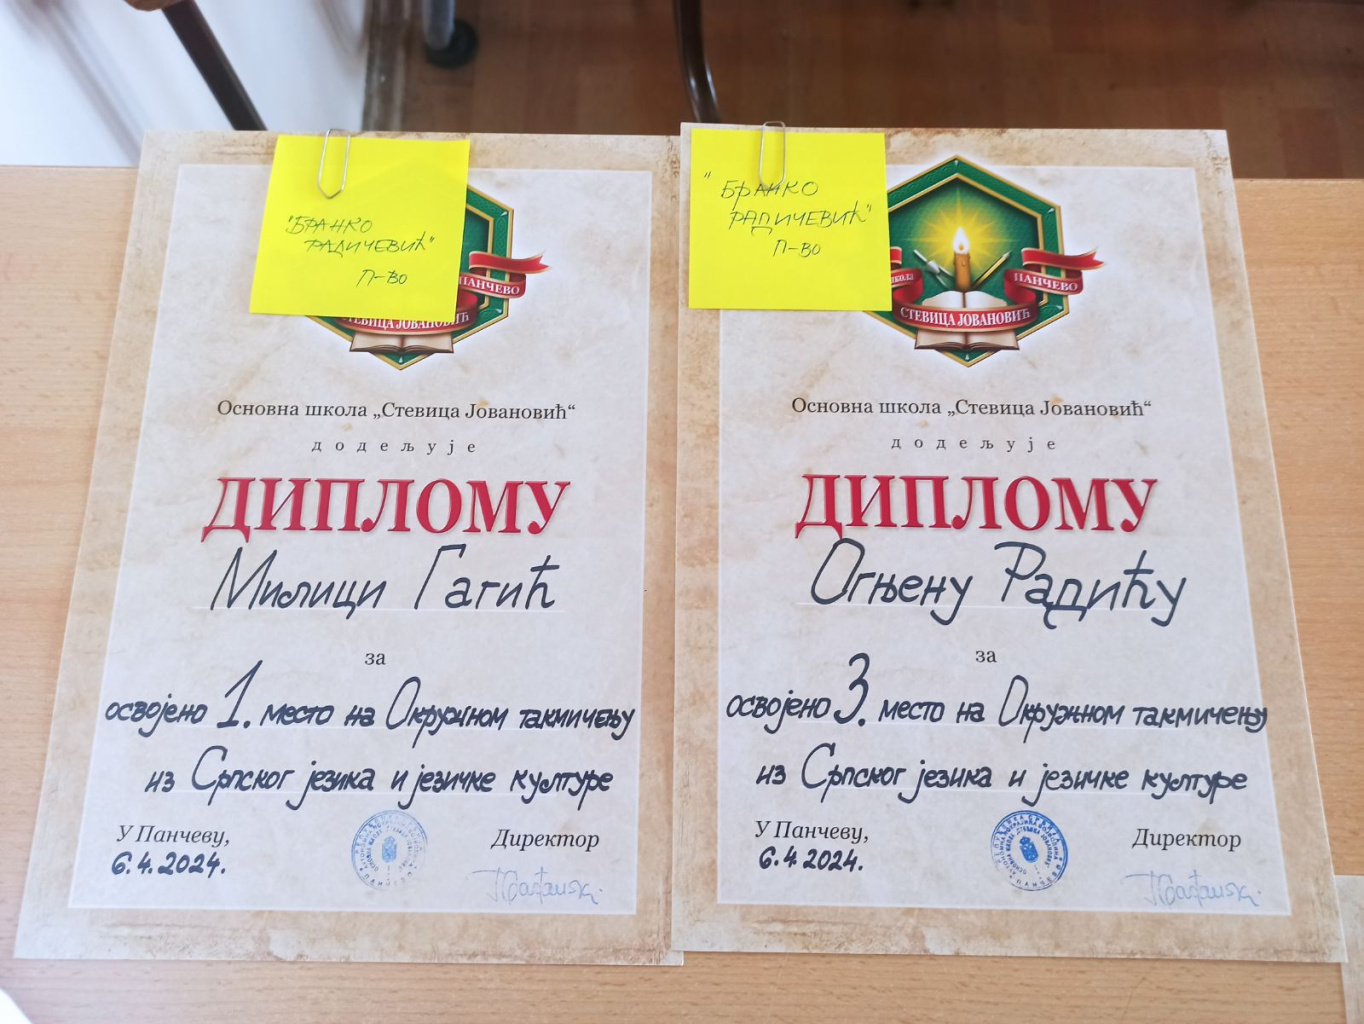 "БРАНКО
РАДИЧЕВИЋ"
П-ВО
ПАНЧЕВО
СТЕВИЦА ЈОВАНОВИЋ
Основна школа „Стевица Јовановић“
додељује
ДИПЛОМУ
Милици Гагић
за
освојено 1. место на Окружном такмичењу
из Српског језика и језичке културе
У Панчеву,
6.4.2024.
Директор
"БРАНКО
РАДИЧЕВИЋ"
П-ВО
школа
ПАНЧЕВО
СТЕВИЦА ЈОВАНОВИЋ
Основна школа „Стевица Јовановић“
додељује
ДИПЛОМУ
Огњену Радићу
за
освојено 3. место на Окружном такмичењу
из Српског језика и језичке културе
У Панчеву,
6.4.2024.
Директор